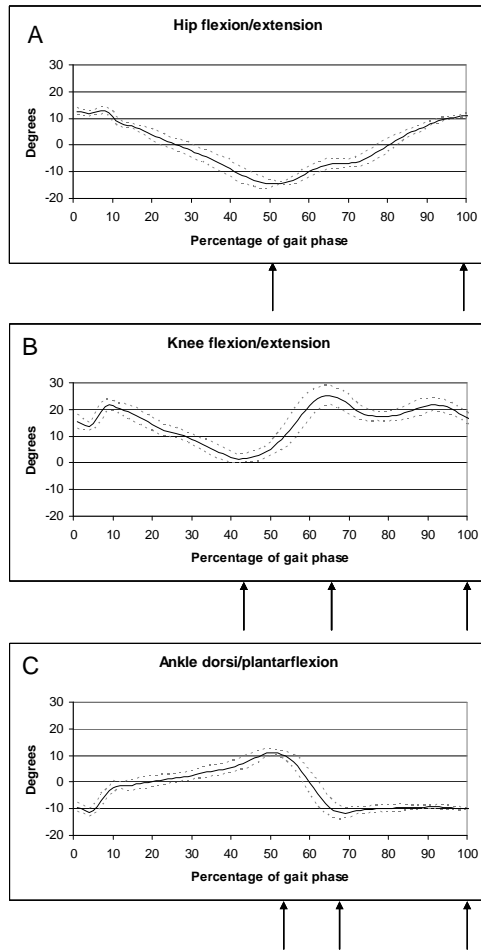 A
Hip flexion/extension
30
20
10
0
-10
-20
Degrees
0 10 20 30 40 50 60 70 80 90 100
Percentage of gait phase
B
Knee flexion/extension
30
20
10
0
-10
-20
Degrees
0 10 20 30 40 50 60 70 80 90 100
Percentage of gait phase
C
Ankle dorsi/plantarflexion
30
20
10
0
-10
-20
Degrees
0 10 20 30 40 50 60 70 80 90 100
Percentage of gait phase